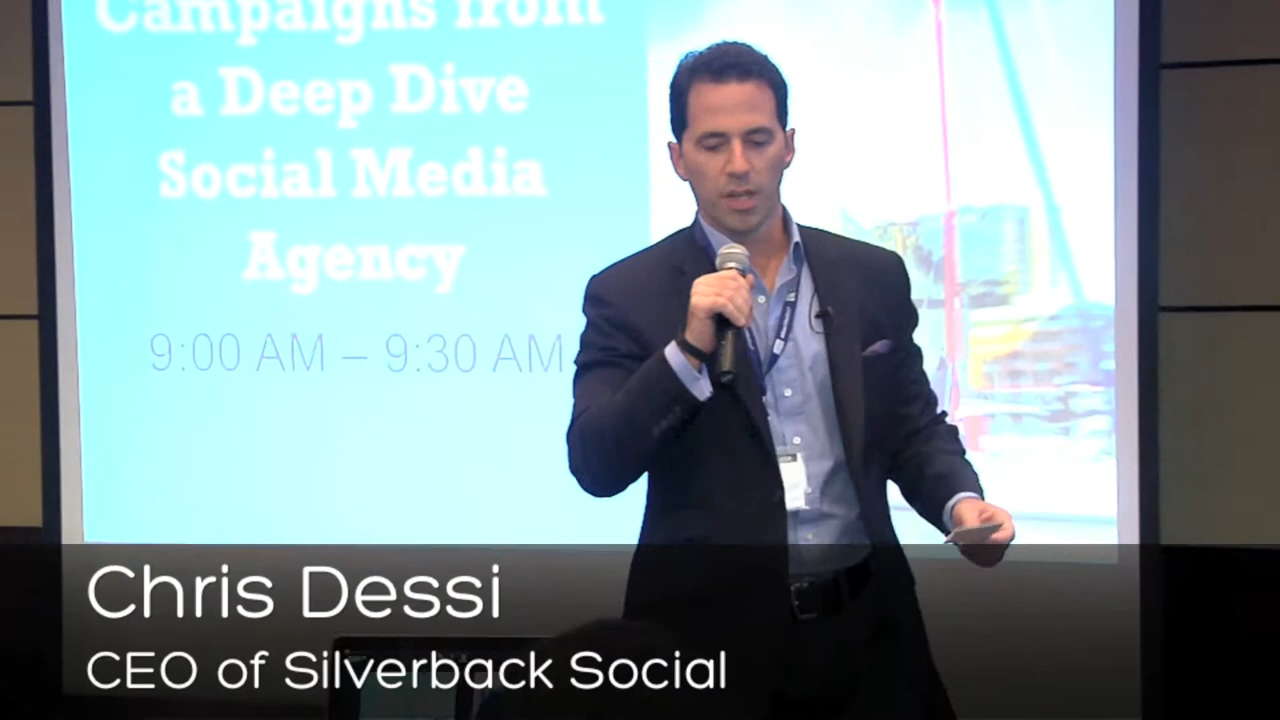 Campaigns from
a Deep Dive
Social Media
Agency
9:00 AM – 9:30 AM
Chris Dessi
CEO of Silverback Social